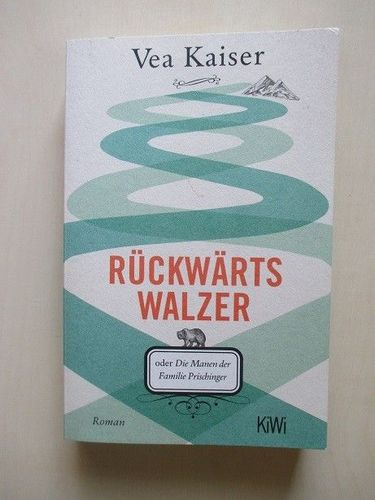 Vea Kaiser
RÜCKWÄRTS
WALZER
oder Die Manen der
Familie Prischinger
Roman
KiWi